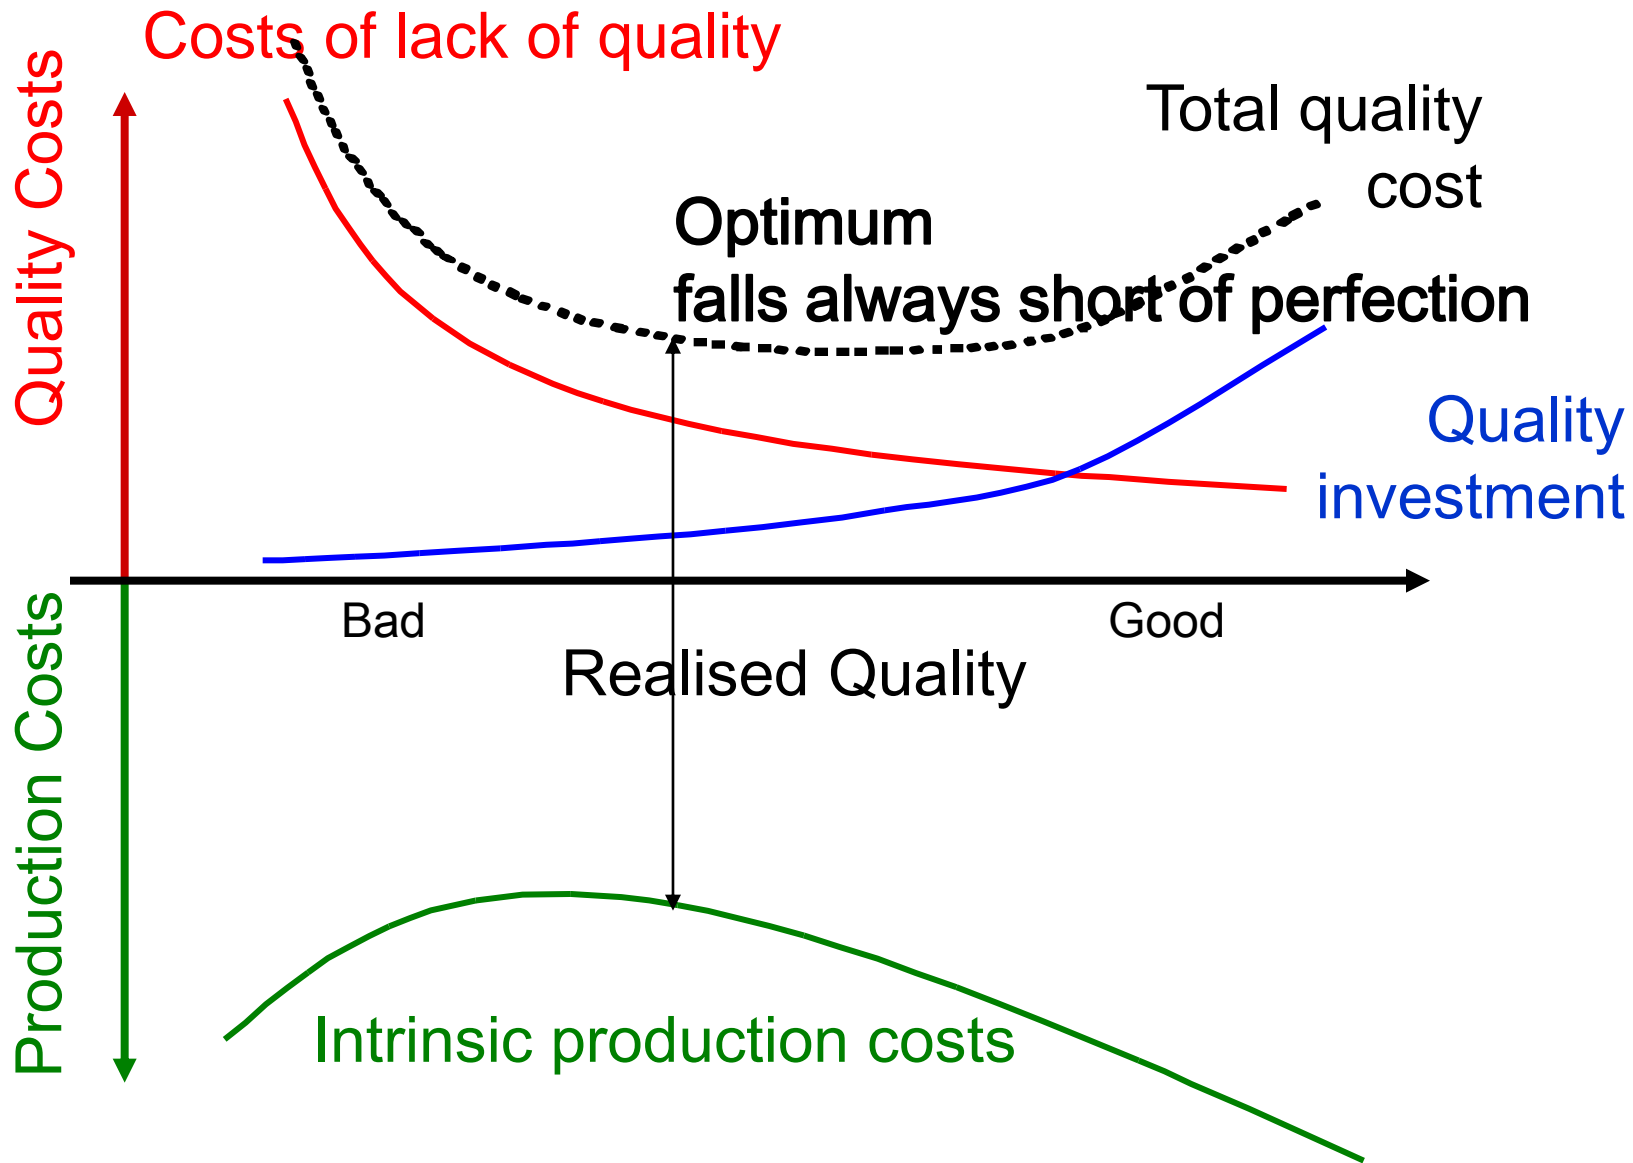 Costs of lack of quality
Quality Costs
Total quality
cost
Optimum
falls always short of perfection
Quality
investment
Bad
Good
Realised Quality
Production Costs
Intrinsic production costs